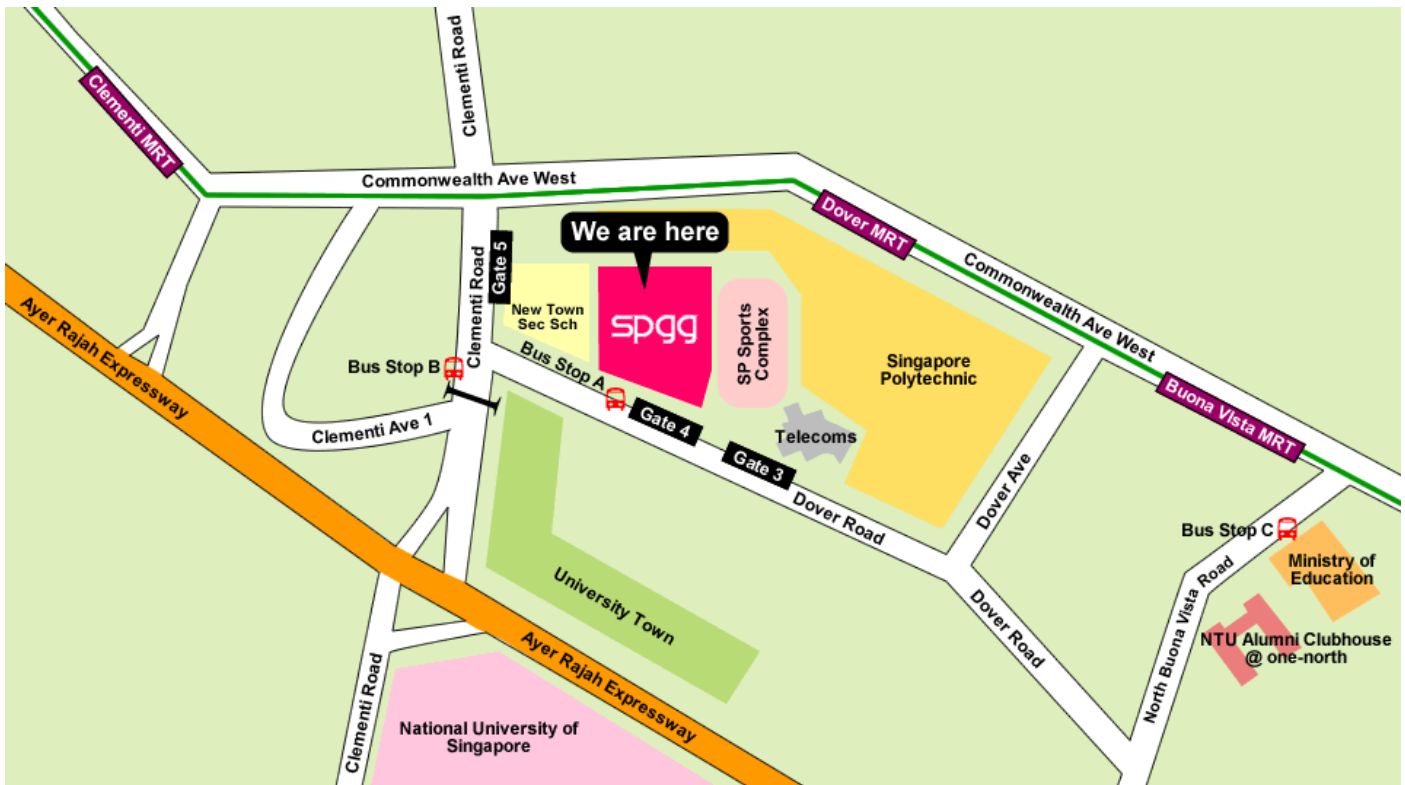 Clementi Road
Clementi MRT
Commonwealth Ave West
Dover MRT
We are here
Gate 5
Clementi Road
Commonwealth Ave West
Ayer Rajah Expressway
New Town
Sec Sch
spgg
SP Sports
Complex
Singapore
Polytechnic
Bus Stop B
Bus Stop A
Buona VIsta MRT
Clementi Ave 1
Gate 4
Telecoms
Gate 3
Dover Road
Dover Ave
Bus Stop C
Ministry of
Education
University Town
Dover Road
North Buona Vista Road
NTU Alumni Clubhouse
@ one-north
Ayer Rajah Expressway
Clementi Road
National University of
Singapore